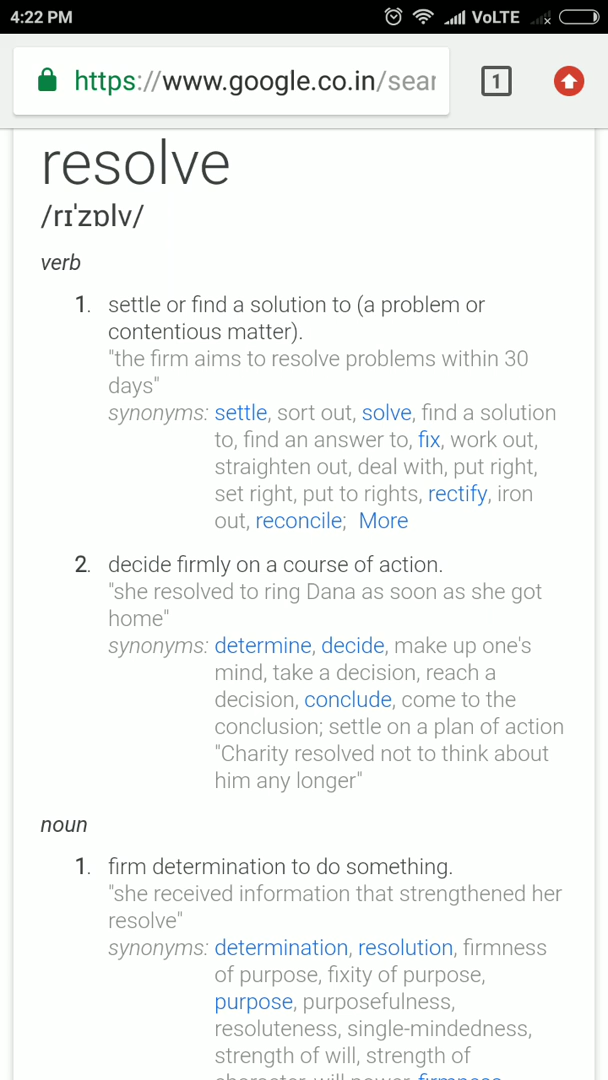 4:22 PM VoLTE
https://www.google.co.in/sear 1
resolve
/rɪˈzɒlv/
verb
1. settle or find a solution to (a problem or
contentious matter).
"the firm aims to resolve problems within 30
days"
synonyms: settle, sort out, solve, find a solution
to, find an answer to, fix, work out,
straighten out, deal with, put right,
set right, put to rights, rectify, iron
out, reconcile; More
2. decide firmly on a course of action.
"she resolved to ring Dana as soon as she got
home"
synonyms: determine, decide, make up one's
mind, take a decision, reach a
decision, conclude, come to the
conclusion; settle on a plan of action
"Charity resolved not to think about
him any longer"
noun
1. firm determination to do something.
"she received information that strengthened her
resolve"
synonyms: determination, resolution, firmness
of purpose, fixity of purpose,
purpose, purposefulness,
resoluteness, single-mindedness,
strength of will, strength of
character, will power, firmness,